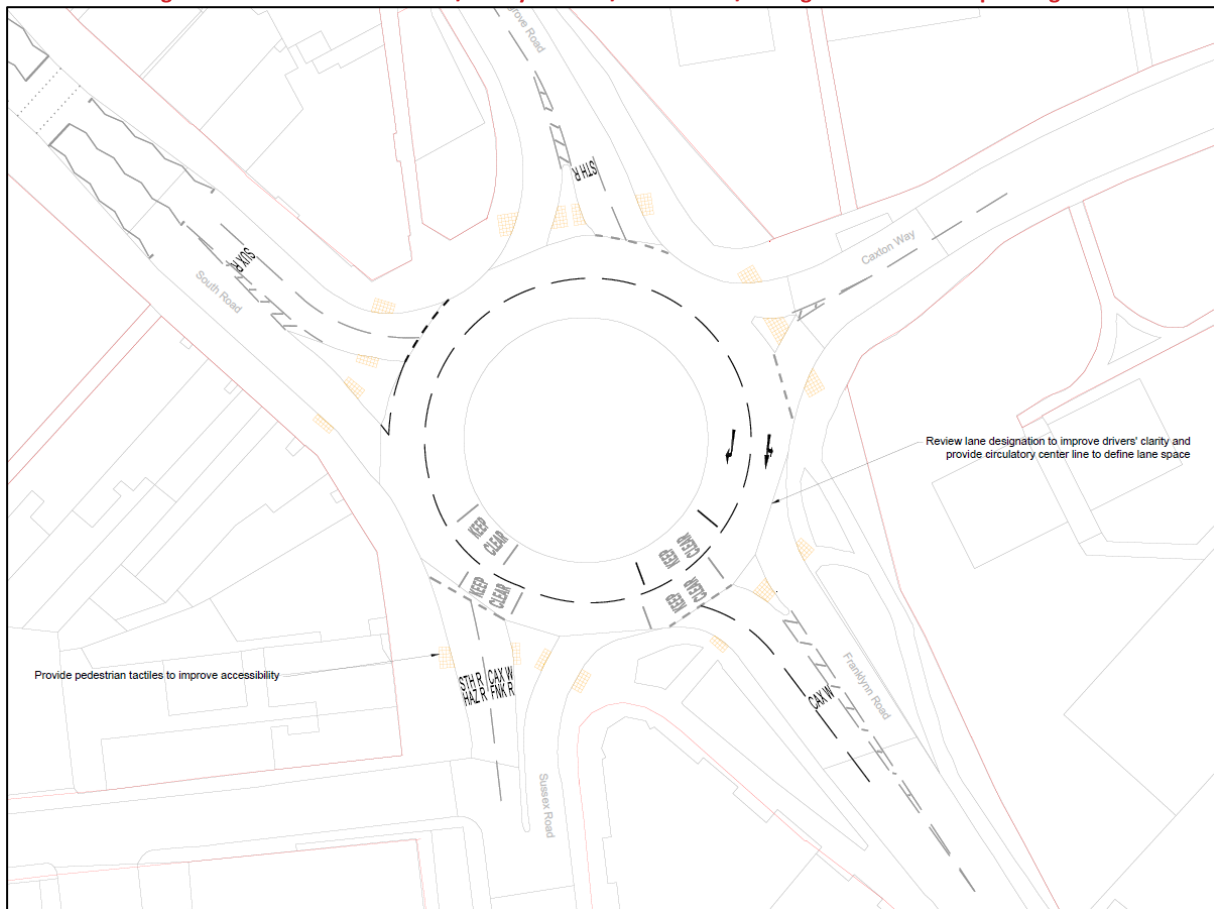 grove Road
STH R
SUX R
South Road
Caxton Way
Review lane designation to improve drivers' clarity and
provide circulatory center line to define lane space
KEEP
CLEAR
KEEP
CLEAR
KEEP
CLEAR
KEEP
CLEAR
Provide pedestrian tactiles to improve accessibility
STH R CAX W
HAZ R FNK R
CAX W
Franklynn Road
Sussex Road